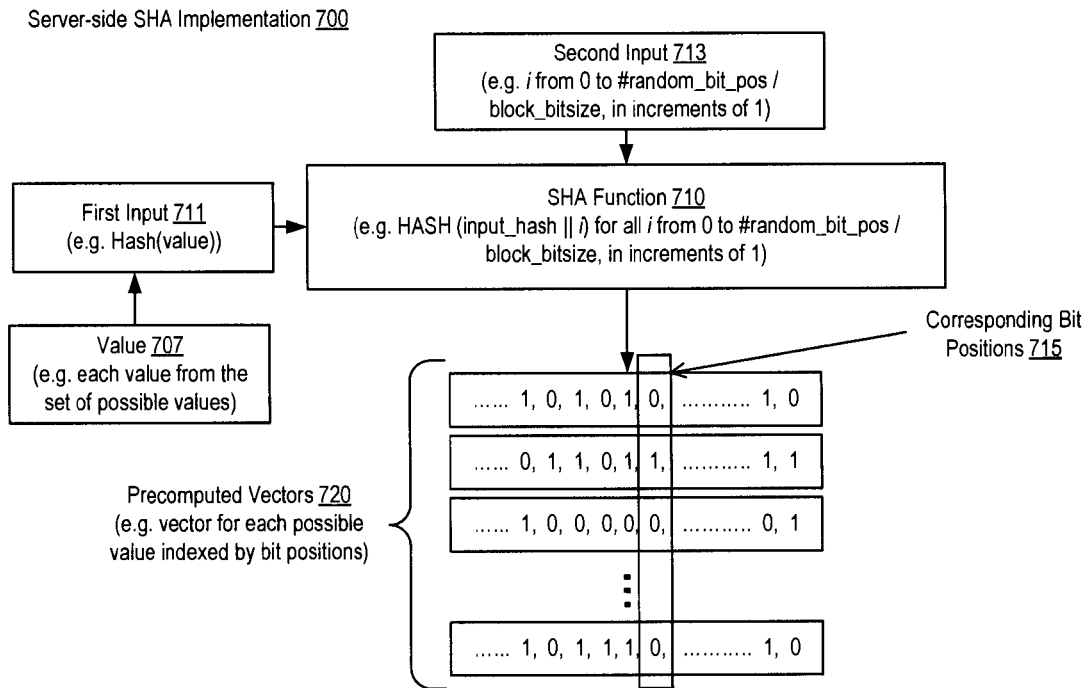 Server-side SHA Implementation 700
Second Input 713
(e.g. i from 0 to #random_bit_pos /
block_bitsize, in increments of 1)
First Input 711
(e.g. Hash(value))
SHA Function 710
(e.g. HASH (input_hash || i) for all i from 0 to #random_bit_pos /
block_bitsize, in increments of 1)
Value 707
(e.g. each value from the
set of possible values)
Corresponding Bit
Positions 715
...... 1, 0, 1, 0, 1, 0, ........... 1, 0
...... 0, 1, 1, 0, 1, 1, ........... 1, 1
Precomputed Vectors 720
(e.g. vector for each possible
value indexed by bit positions)
...... 1, 0, 0, 0, 0, 0, ........... 0, 1
...... 1, 0, 1, 1, 1, 0, ........... 1, 0